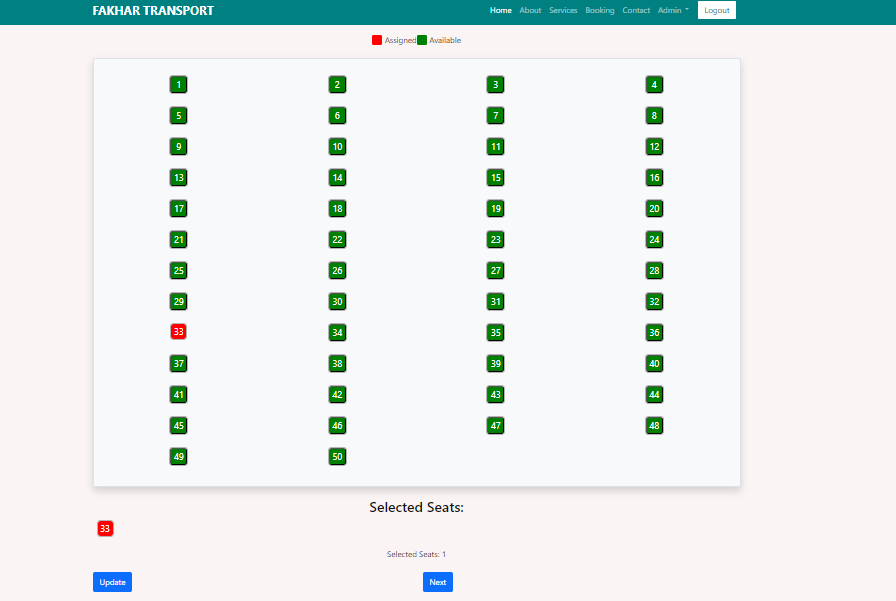 FAKHAR TRANSPORT Home About Services Booking Contact Admin Logout
Assigned Available
1 2 3 4
5 6 7 8
9 10 11 12
13 14 15 16
17 18 19 20
21 22 23 24
25 26 27 28
29 30 31 32
33 34 35 36
37 38 39 40
41 42 43 44
45 46 47 48
49 50
Selected Seats:
33
Selected Seats: 1
Update Next